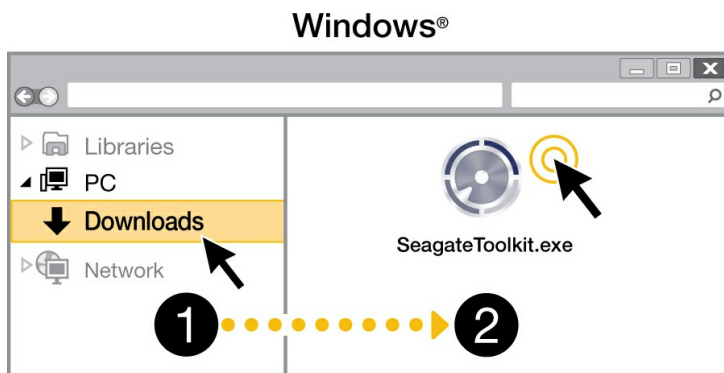 Windows®
Libraries
PC
Downloads
Network
SeagateToolkit.exe
1
2